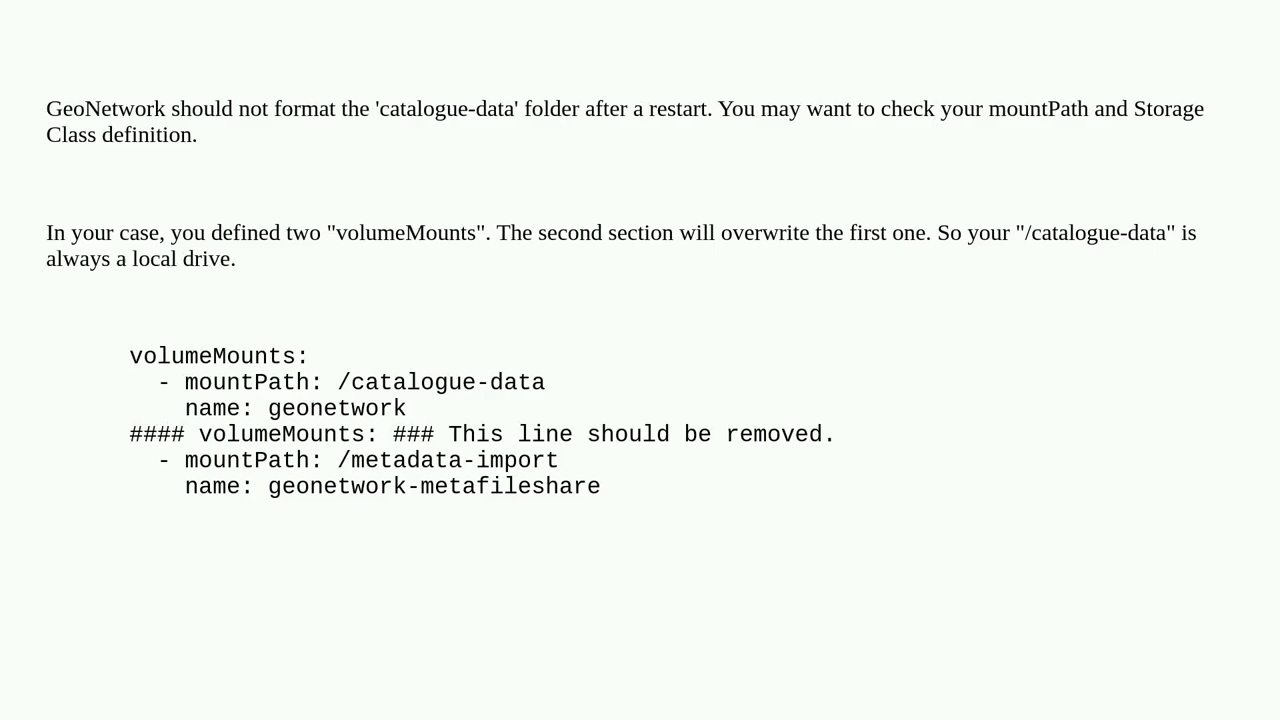 GeoNetwork should not format the 'catalogue-data' folder after a restart. You may want to check your mountPath and Storage
Class definition.
In your case, you defined two "volumeMounts". The second section will overwrite the first one. So your "/catalogue-data" is
always a local drive.
volumeMounts:
  - mountPath: /catalogue-data
    name: geonetwork
#### volumeMounts: ### This line should be removed.
  - mountPath: /metadata-import
    name: geonetwork-metafileshare